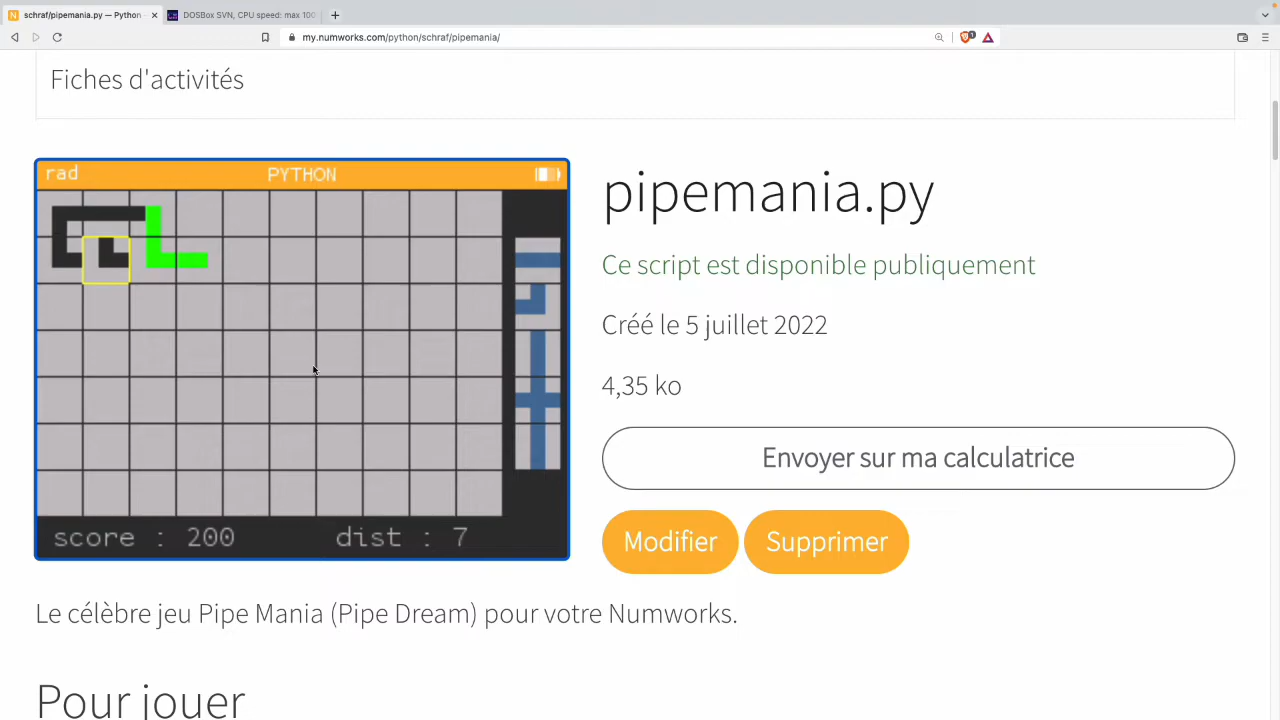 schraf/pipemania.py — Python
DOSBox SVN, CPU speed: max 100
my.numworks.com/python/schraf/pipemania/
Fiches d'activités
rad PYTHON
score : 200 dist : 7
pipemania.py
Ce script est disponible publiquement
Créé le 5 juillet 2022
4,35 ko
Envoyer sur ma calculatrice
Modifier Supprimer
Le célèbre jeu Pipe Mania (Pipe Dream) pour votre Numworks.
Pour jouer